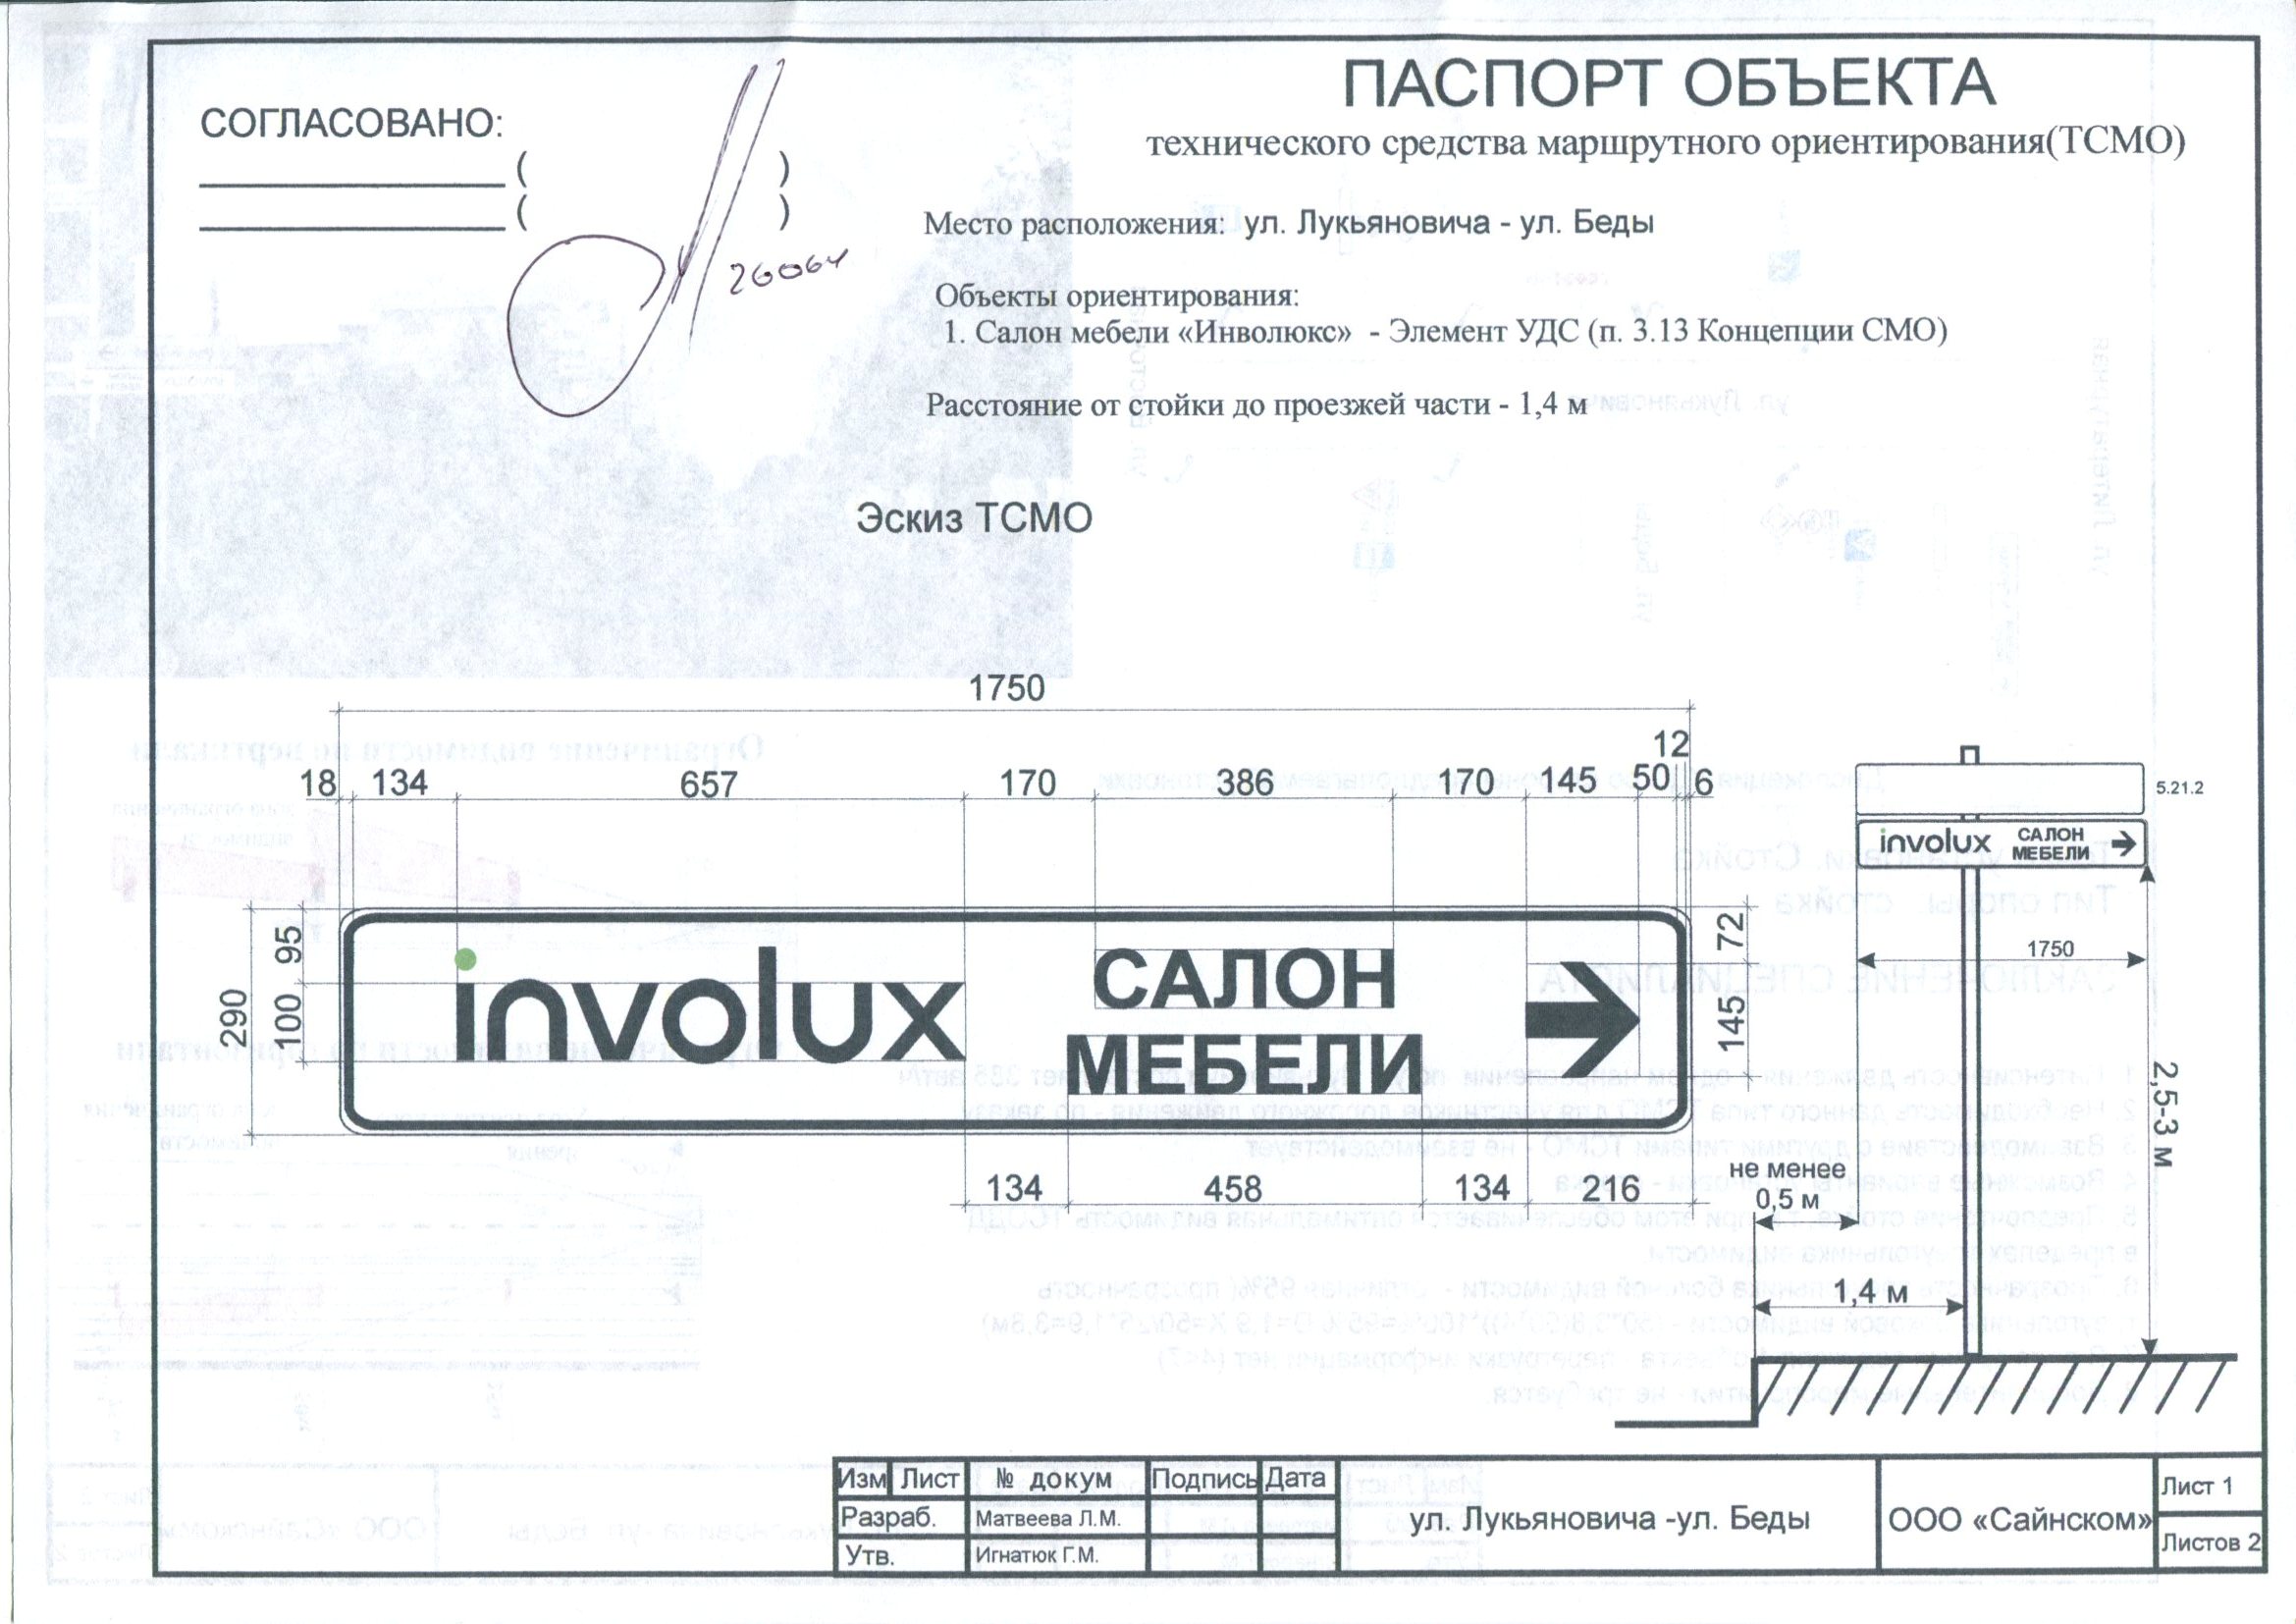 СОГЛАСОВАНО:
( )
( )
26064
ПАСПОРТ ОБЪЕКТА
технического средства маршрутного ориентирования(ТСМО)
Место расположения: ул. Лукьяновича - ул. Беды
Объекты ориентирования:
1. Салон мебели «Инволюкс» - Элемент УДС (п. 3.13 Концепции СМО)
Расстояние от стойки до проезжей части - 1,4 м
Эскиз ТСМО
1750
12
18 134 657 170 386 170 145 50 6
290
95
100
involux
САЛОН
МЕБЕЛИ
72
145
134 458 134 216
5.21.2
involux САЛОН
МЕБЕЛИ
1750
2,5-3 м
не менее
0,5 м
1,4 м
Изм Лист № докум Подпись Дата
Разраб. Матвеева Л.М.
Утв. Игнатюк Г.М.
ул. Лукьяновича -ул. Беды
ООО «Сайнском»
Лист 1
Листов 2